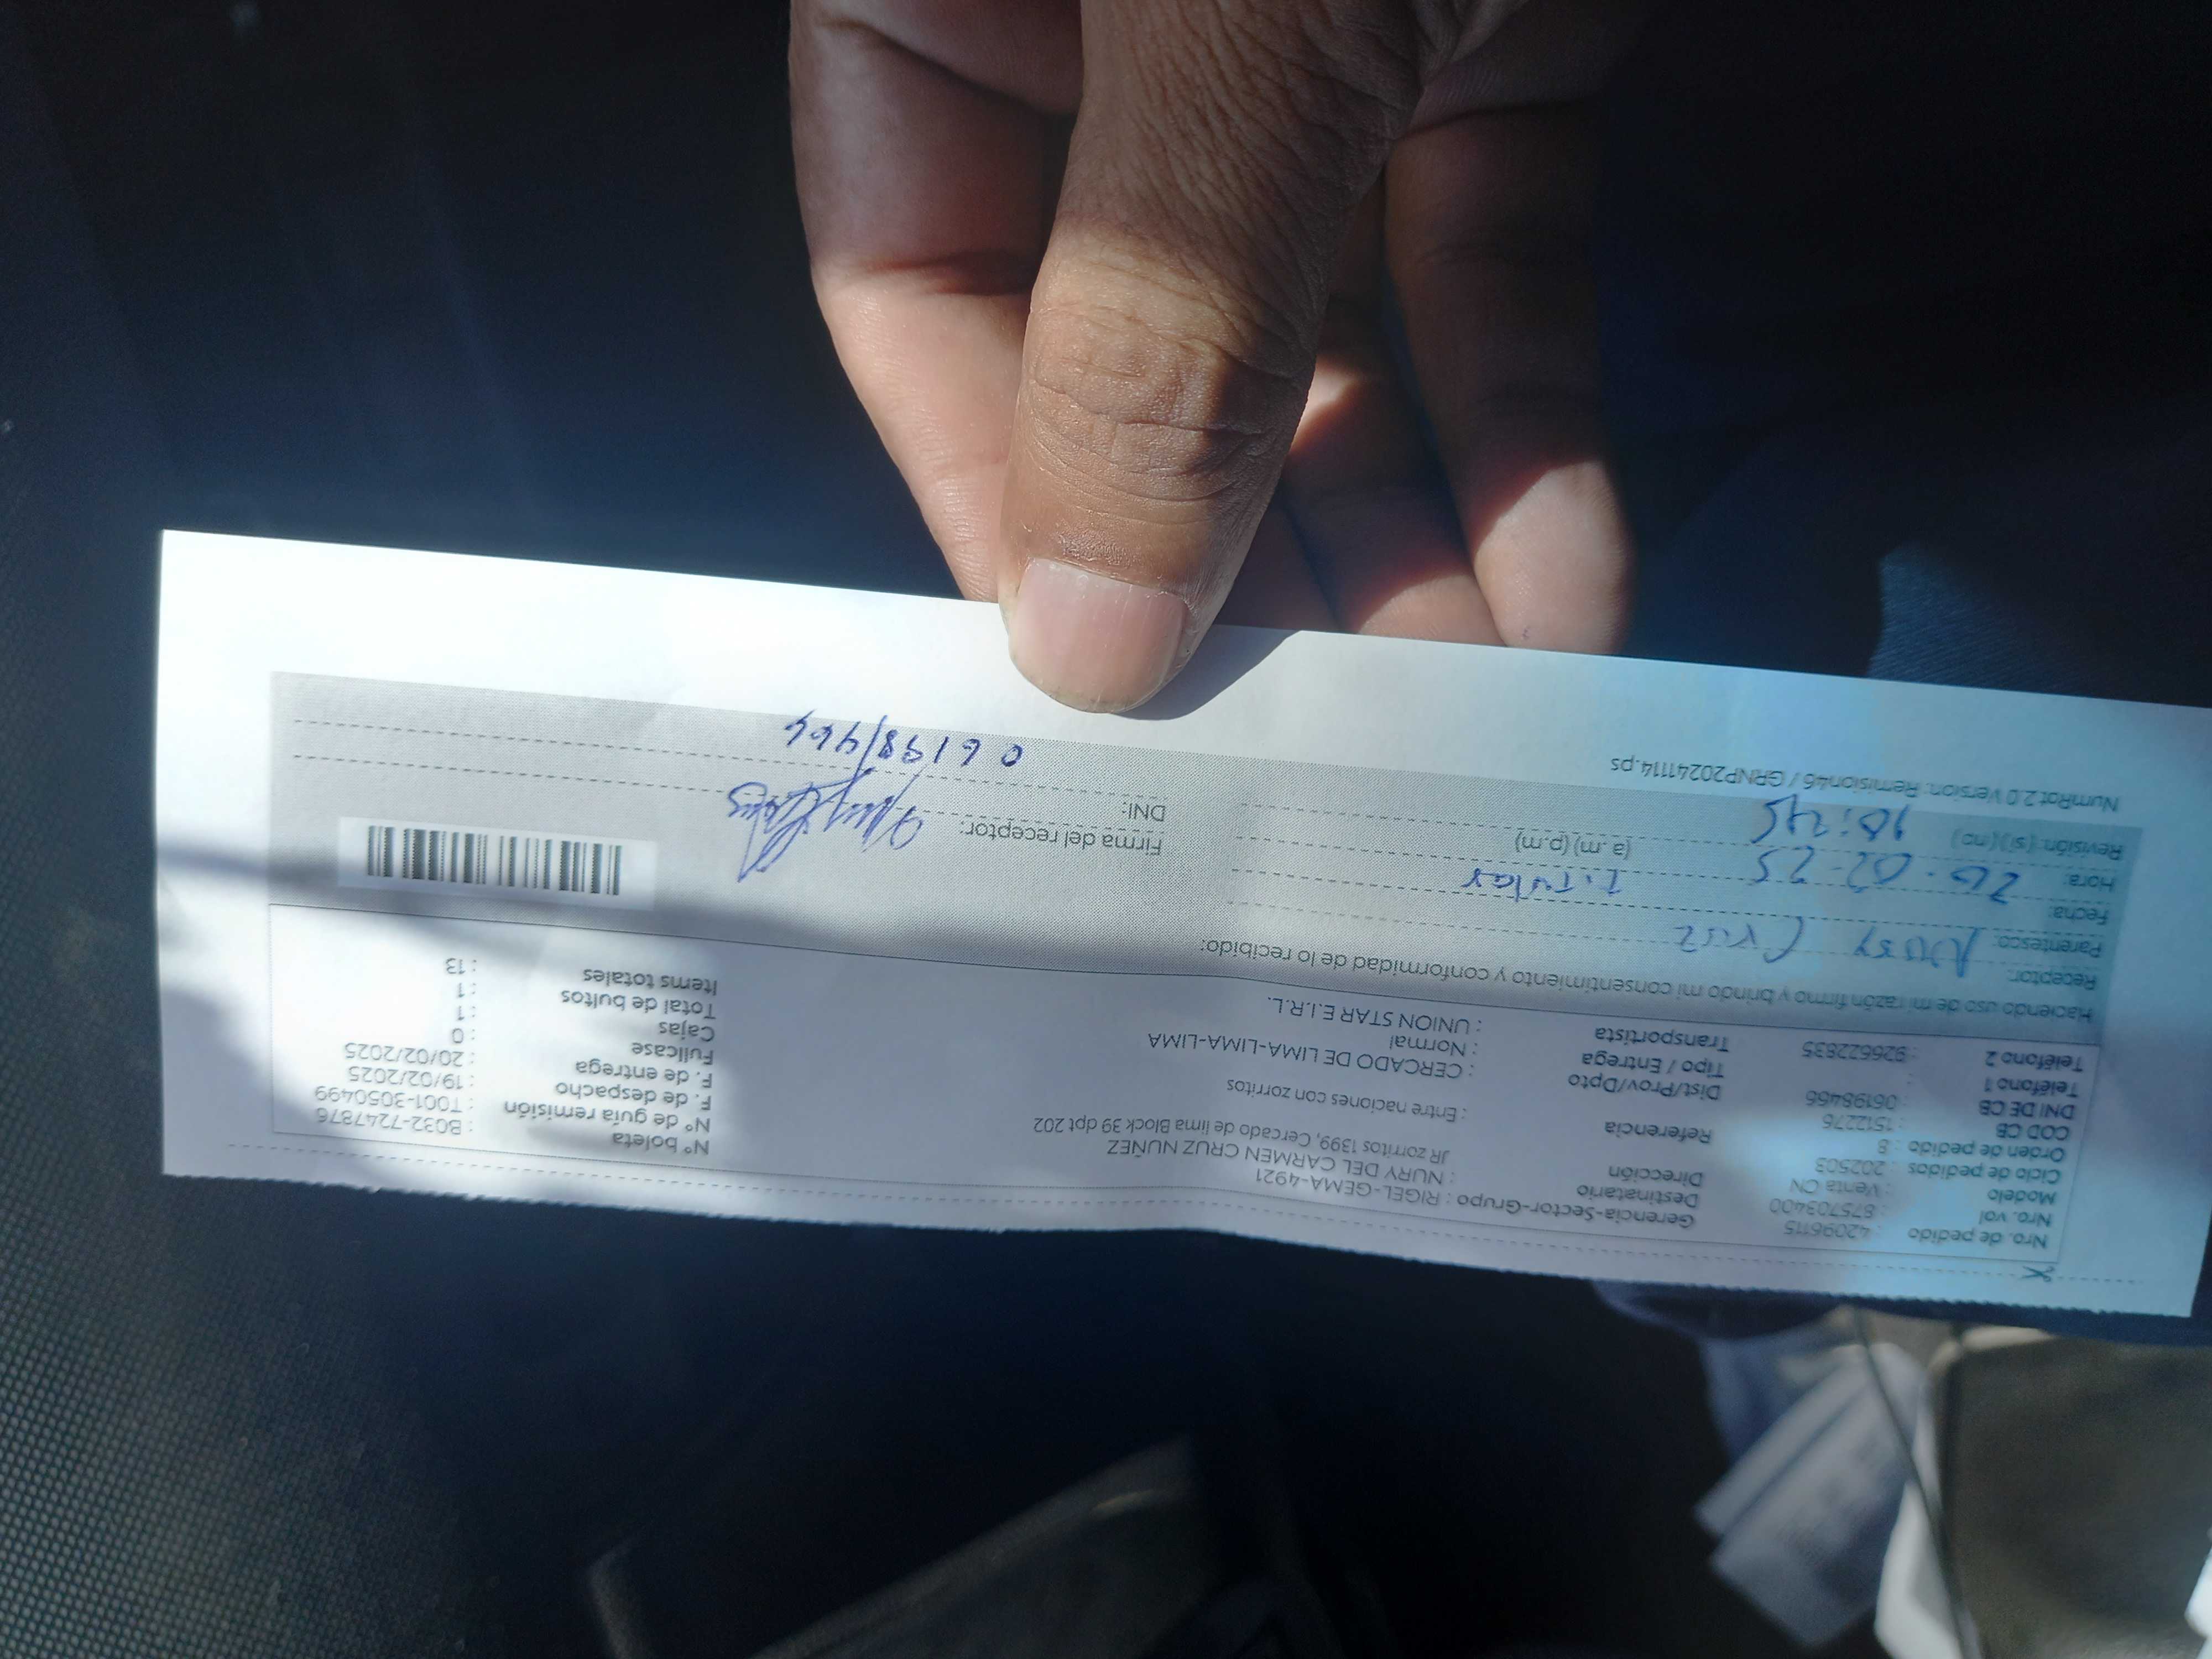 Nro. de pedido : 42096115
Nro. vol : 875703400
Modelo : Venta CN
Ciclo de pedidos : 202503
Orden de pedido : 8
COD CB : 1512276
DNI DE CB : 06198466
Teléfono 1 :
Teléfono 2 : 926622835
Gerencia-Sector-Grupo : RIGEL-GEMA-4921
Destinatario : NURY DEL CARMEN CRUZ NUÑEZ
Dirección JR zorritos 1399, Cercado de lima Block 39 dpt 202
Referencia : Entre naciones con zorritos
Dist/Prov/Dpto : CERCADO DE LIMA-LIMA-LIMA
Tipo / Entrega : Normal
Transportista : UNION STAR E.I.R.L.
N° boleta : B032-7247876
N° de guía remisión : T001-3050499
F. de despacho : 19/02/2025
F. de entrega : 20/02/2025
Fullcase : 0
Cajas : 1
Total de bultos : 1
Items totales : 13
Haciendo uso de mi razón firmo y brindo mi consentimiento y conformidad de lo recibido:
Receptor: Nury Cruz
Parentesco: Titular
Fecha: 26-02-25
Hora: 10:45 (a.m) (p.m)
Revisión: (si) (no)
Firma del receptor:
DNI: 06198466
NumRot 2.0 Version: Remision46 / GRNP20241114.ps